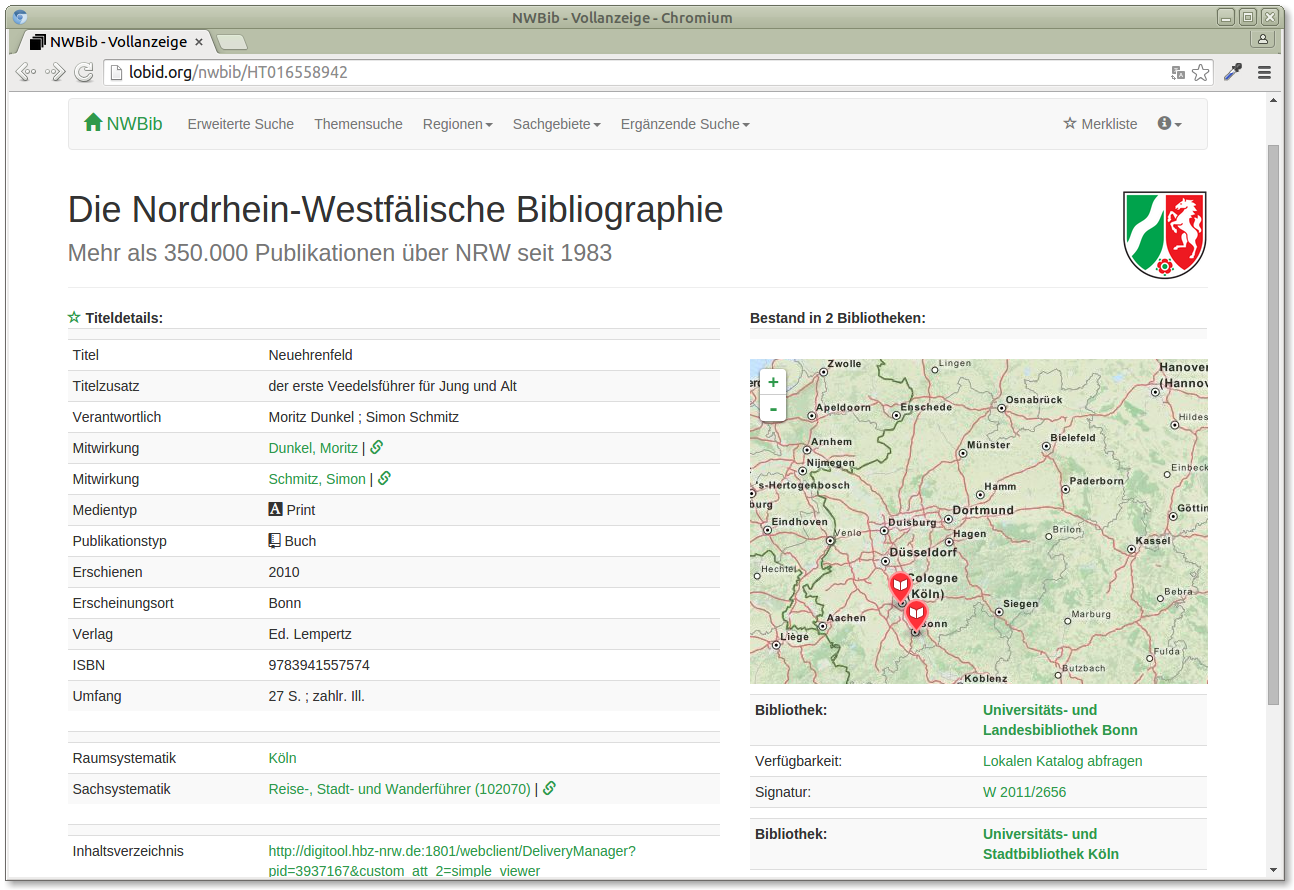 NWBib - Vollanzeige - Chromium
NWBib - Vollanzeige ×
lobid.org/nwbib/HT016558942
NWBib Erweiterte Suche Themensuche Regionen Sachgebiete Ergänzende Suche Merkliste
Die Nordrhein-Westfälische Bibliographie
Mehr als 350.000 Publikationen über NRW seit 1983
Titeldetails:
Titel Neuehrenfeld
Titelzusatz der erste Veedelsführer für Jung und Alt
Verantwortlich Moritz Dunkel ; Simon Schmitz
Mitwirkung Dunkel, Moritz |
Mitwirkung Schmitz, Simon |
Medientyp A Print
Publikationstyp Buch
Erschienen 2010
Erscheinungsort Bonn
Verlag Ed. Lempertz
ISBN 9783941557574
Umfang 27 S. ; zahlr. Ill.
Raumsystematik Köln
Sachsystematik Reise-, Stadt- und Wanderführer (102070) |
Inhaltsverzeichnis http://digitool.hbz-nrw.de:1801/webclient/DeliveryManager?
pid=3937167&custom_att_2=simple_viewer
Bestand in 2 Bibliotheken:
+
-
Zwolle
Lingen
Hanover
(Hannov
Apeldoorn
Enschede
Osnabrück
Hildes
Arnhem
Münster
Bielefeld
Nijmegen
's-Hertogenbosch
Hamm
Paderborn
Einbeck
burg
Dortmund
Göttin
Eindhoven
Duisburg
Venlo
Hagen
Brilon
Kassel
Düsseldorf
Hechtel
Cologne
(Köln)
Siegen
Bebra
Aachen
Marburg
Bonn
Liège
Fulda
Butzbach
Koblenz
Bibliothek: Universitäts- und
Landesbibliothek Bonn
Verfügbarkeit: Lokalen Katalog abfragen
Signatur: W 2011/2656
Bibliothek: Universitäts- und
Stadtbibliothek Köln